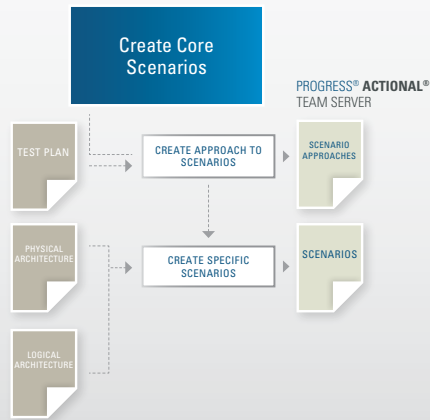 Create Core
Scenarios
PROGRESS® ACTIONAL®
TEAM SERVER
TEST PLAN
CREATE APPROACH TO
SCENARIOS
SCENARIO
APPROACHES
PHYSICAL
ARCHITECTURE
CREATE SPECIFIC
SCENARIOS
SCENARIOS
LOGICAL
ARCHITECTURE